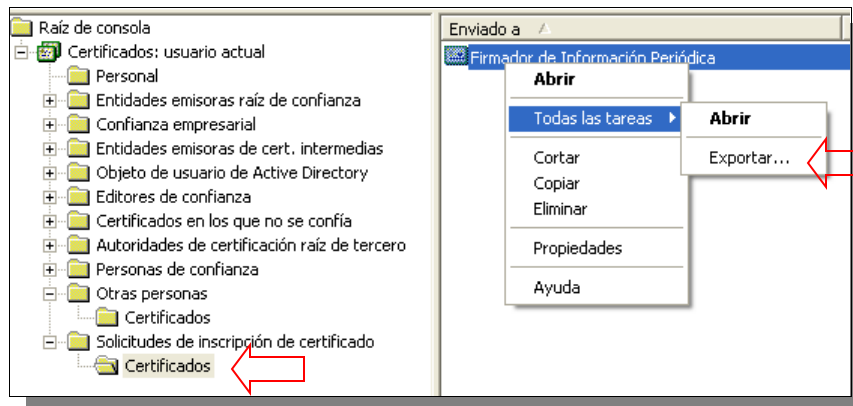 Raíz de consola
Certificados: usuario actual
Personal
Entidades emisoras raíz de confianza
Confianza empresarial
Entidades emisoras de cert. intermedias
Objeto de usuario de Active Directory
Editores de confianza
Certificados en los que no se confía
Autoridades de certificación raíz de tercero
Personas de confianza
Otras personas
Certificados
Solicitudes de inscripción de certificado
Certificados
Enviado a
Firmador de Información Periódica
Abrir
Todas las tareas
Cortar
Copiar
Eliminar
Propiedades
Ayuda
Abrir
Exportar...